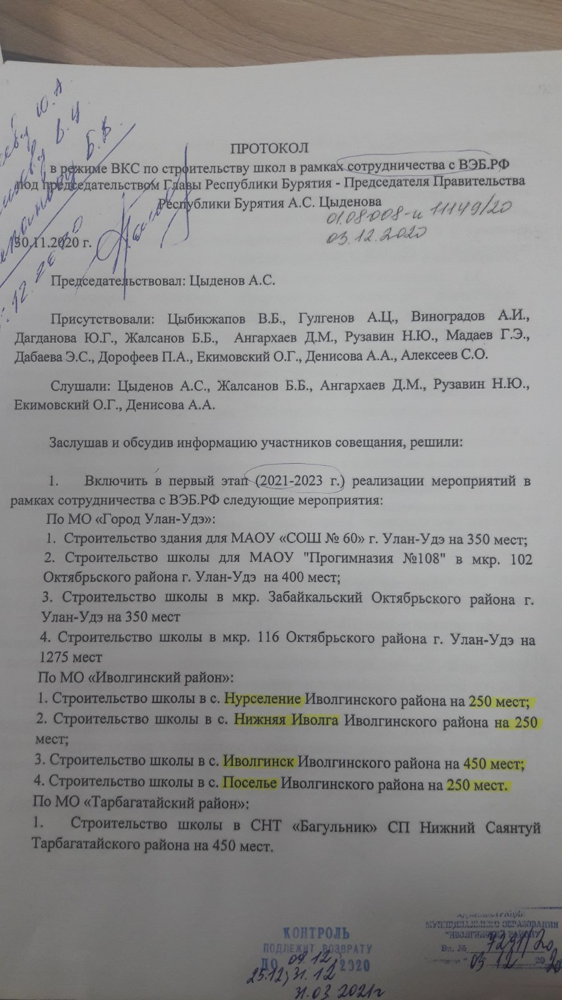 ПРОТОКОЛ
в режиме ВКС по строительству школ в рамках сотрудничества с ВЭБ.РФ
под председательством Главы Республики Бурятия - Председателя Правительства
Республики Бурятия А.С. Цыденова
01.08-008-и 11149/20
03.12.2020
30.11.2020 г.
Председательствовал: Цыденов А.С.
Присутствовали: Цыбикжапов В.Б., Гулгенов А.Ц., Виноградов А.И.,
Дагданова Ю.Г., Жалсанов Б.Б., Ангархаев Д.М., Рузавин Н.Ю., Мадаев Г.Э.,
Дабаева Э.С., Дорофеев П.А., Екимовский О.Г., Денисова А.А., Алексеев С.О.
Слушали: Цыденов А.С., Жалсанов Б.Б., Ангархаев Д.М., Рузавин Н.Ю.,
Екимовский О.Г., Денисова А.А.
Заслушав и обсудив информацию участников совещания, решили:
1. Включить в первый этап (2021-2023 г.) реализации мероприятий в
рамках сотрудничества с ВЭБ.РФ следующие мероприятия:
По МО «Город Улан-Удэ»:
1. Строительство здания для МАОУ «СОШ № 60» г. Улан-Удэ на 350 мест;
2. Строительство школы для МАОУ "Прогимназия №108" в мкр. 102
Октябрьского района г. Улан-Удэ на 400 мест;
3. Строительство школы в мкр. Забайкальский Октябрьского района г.
Улан-Удэ на 350 мест
4. Строительство школы в мкр. 116 Октябрьского района г. Улан-Удэ на
1275 мест
По МО «Иволгинский район»:
1. Строительство школы в с. Нурселение Иволгинского района на 250 мест;
2. Строительство школы в с. Нижняя Иволга Иволгинского района на 250
мест;
3. Строительство школы в с. Иволгинск Иволгинского района на 450 мест;
4. Строительство школы в с. Поселье Иволгинского района на 250 мест.
По МО «Тарбагатайский район»:
1. Строительство школы в СНТ «Багульник» СП Нижний Саянтуй
Тарбагатайского района на 450 мест.
КОНТРОЛЬ
ПОДЛЕЖИТ ВОЗВРАТУ
ДО 09.12. 2020
25.12; 31.12
31.03.2021г
АДМИНИСТРАЦИЯ
МУНИЦИПАЛЬНОГО ОБРАЗОВАНИЯ
"ИВОЛГИНСКИЙ РАЙОН"
Вх. № 7291/20
03 12 2020